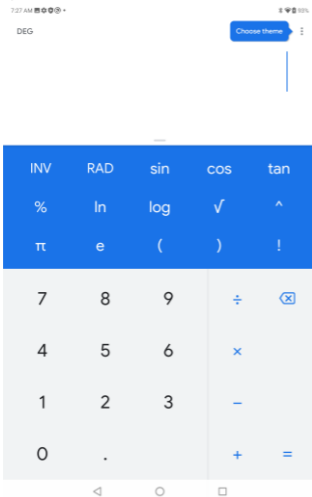 7:27 AM
55%
DEG
Choose theme
INV RAD sin cos tan
% ln log √ ^
π e ( ) !
7 8 9 ÷
4 5 6 ×
1 2 3 −
0 . + =